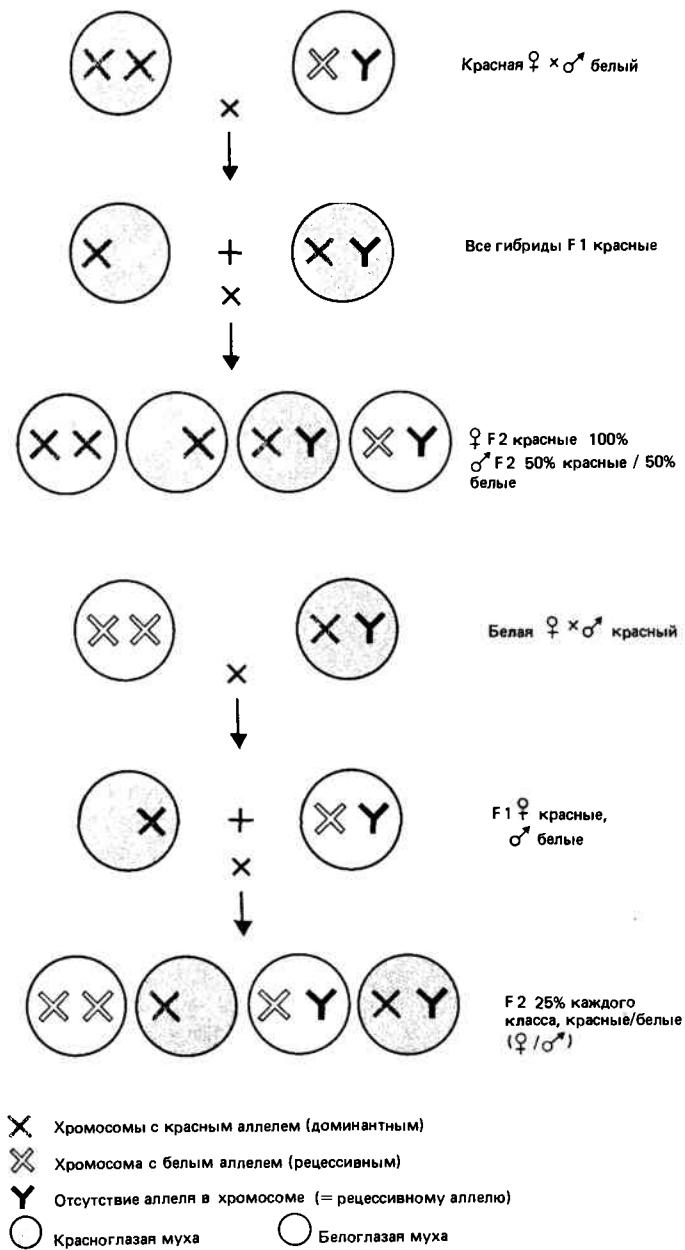 Красная ♀ × ♂ белый
Все гибриды F 1 красные
♀ F 2 красные 100%
♂ F 2 50% красные / 50%
белые
Белая ♀ × ♂ красный
F 1 ♀ красные,
♂ белые
F 2 25% каждого
класса, красные/белые
(♀/♂)
Хромосомы с красным аллелем (доминантным)
Хромосома с белым аллелем (рецессивным)
Отсутствие аллеля в хромосоме (= рецессивному аллелю)
Красноглазая муха Белоглазая муха